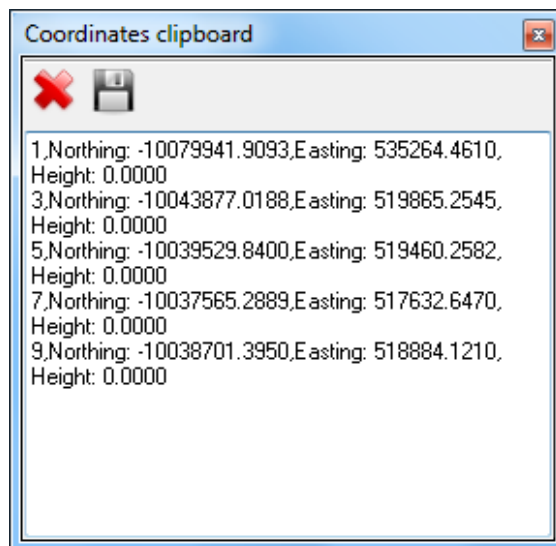 Coordinates clipboard
1,Northing: -10079941.9093,Easting: 535264.4610,
Height: 0.0000
3,Northing: -10043877.0188,Easting: 519865.2545,
Height: 0.0000
5,Northing: -10039529.8400,Easting: 519460.2582,
Height: 0.0000
7,Northing: -10037565.2889,Easting: 517632.6470,
Height: 0.0000
9,Northing: -10038701.3950,Easting: 518884.1210,
Height: 0.0000